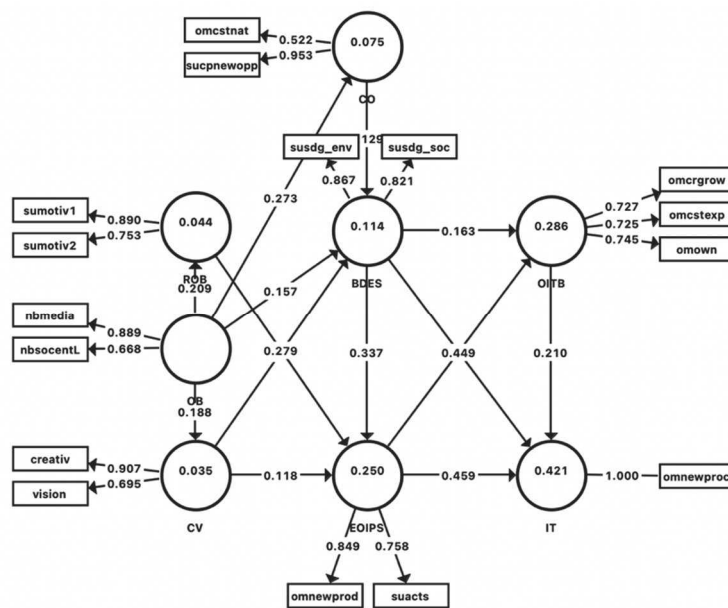 omcstnat
0.522
0.953
sucpnewopp
0.075
CO
susdg_env
129
susdg_soc
0.867
0.821
omcrgrow
0.727
sumotiv1
0.890
0.044
0.273
0.114
0.163
0.286
0.725
omcstexp
sumotiv2
0.753
0.745
omown
ROB
0.209
BDES
OITB
0.157
nbmedia
0.889
nbsocentL
0.668
0.279
0.337
0.449
0.210
OB
0.188
creativ
0.907
0.035
0.118
0.250
0.459
0.421
1.000
omnewproc
vision
0.695
CV
EOIPS
IT
0.849
0.758
omnewprod
suacts